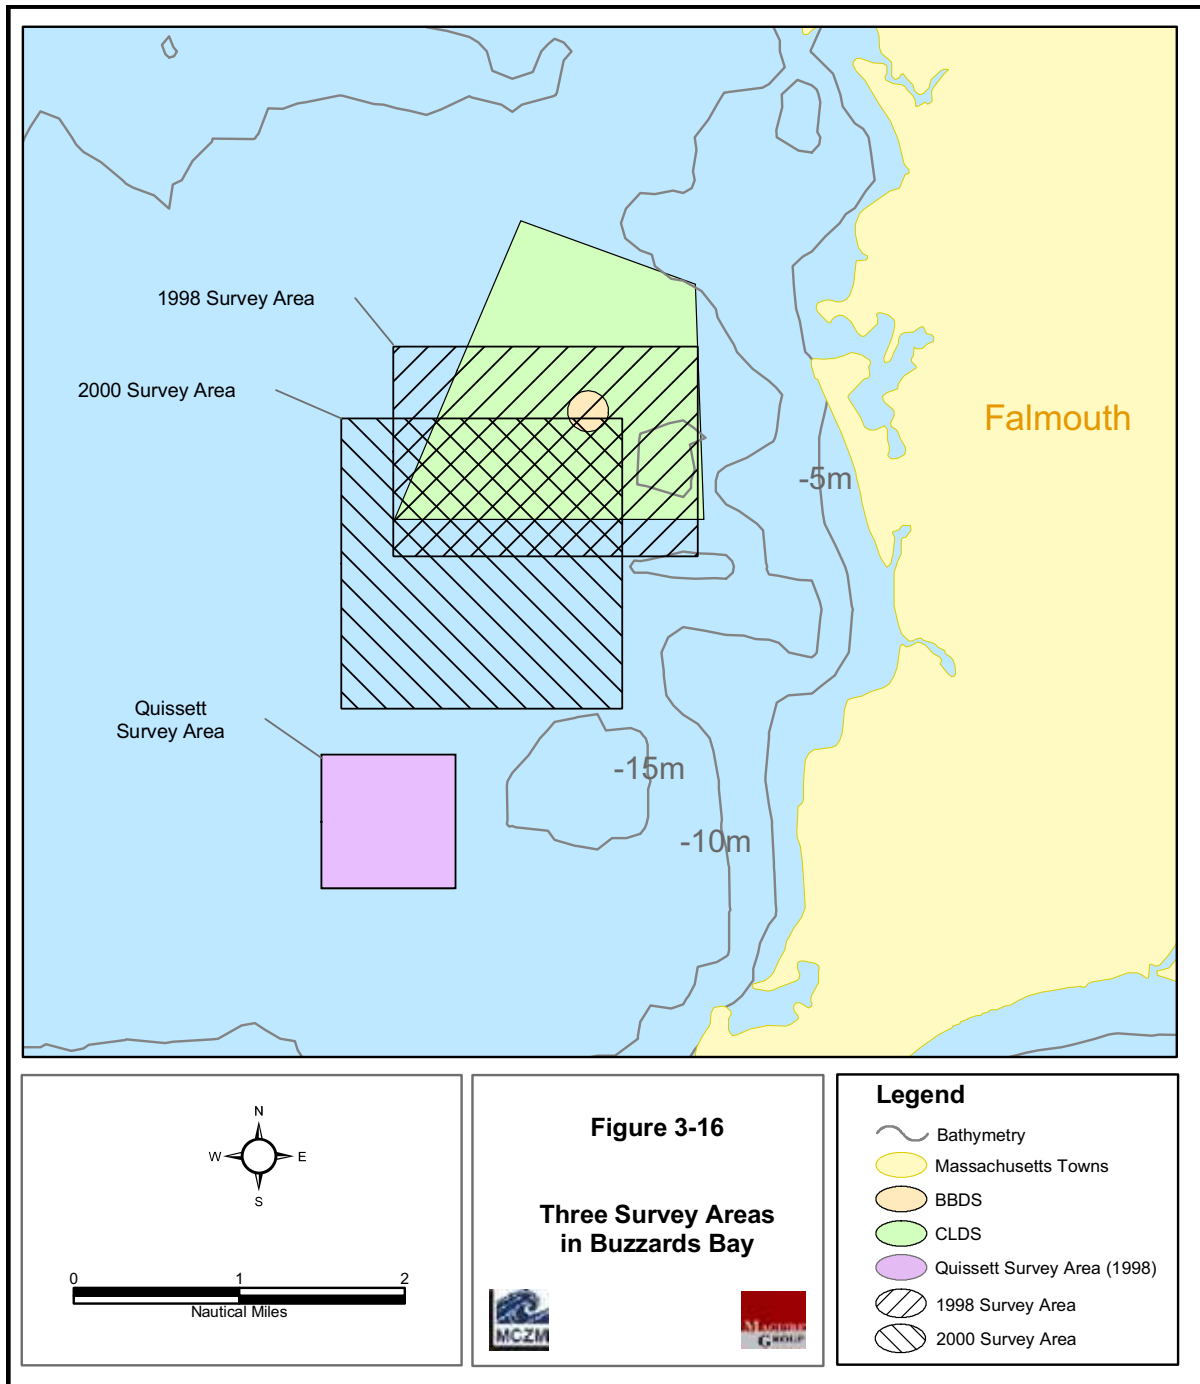 1998 Survey Area
2000 Survey Area
Falmouth
-5m
Quissett
Survey Area
-15m
-10m
N
W
E
S
0
1
2
Nautical Miles
Figure 3-16
Three Survey Areas
in Buzzards Bay
MCZM
MAGUIRE
GROUP
Legend
Bathymetry
Massachusetts Towns
BBDS
CLDS
Quissett Survey Area (1998)
1998 Survey Area
2000 Survey Area